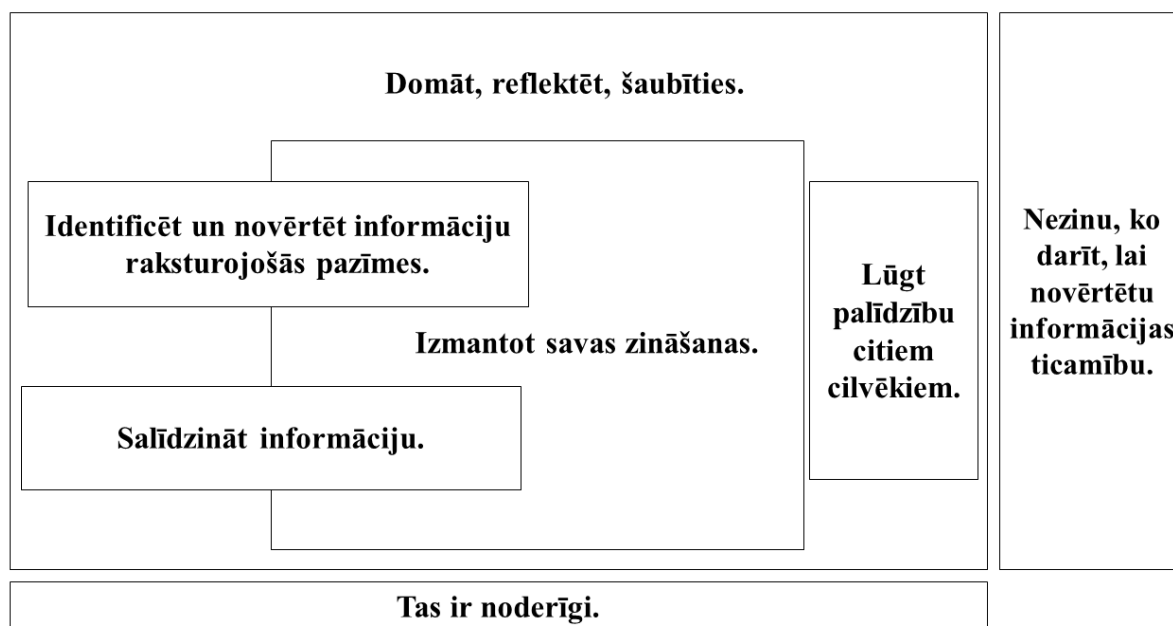 Domāt, reflektēt, šaubīties.
Identificēt un novērtēt informāciju
raksturojošās pazīmes.
Izmantot savas zināšanas.
Salīdzināt informāciju.
Lūgt
palīdzību
citiem
cilvēkiem.
Nezinu, ko
darīt, lai
novērtētu
informācijas
ticamību.
Tas ir noderīgi.